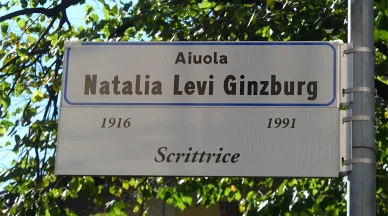 Aiuola
Natalia Levi Ginzburg
1916 1991
Scrittrice